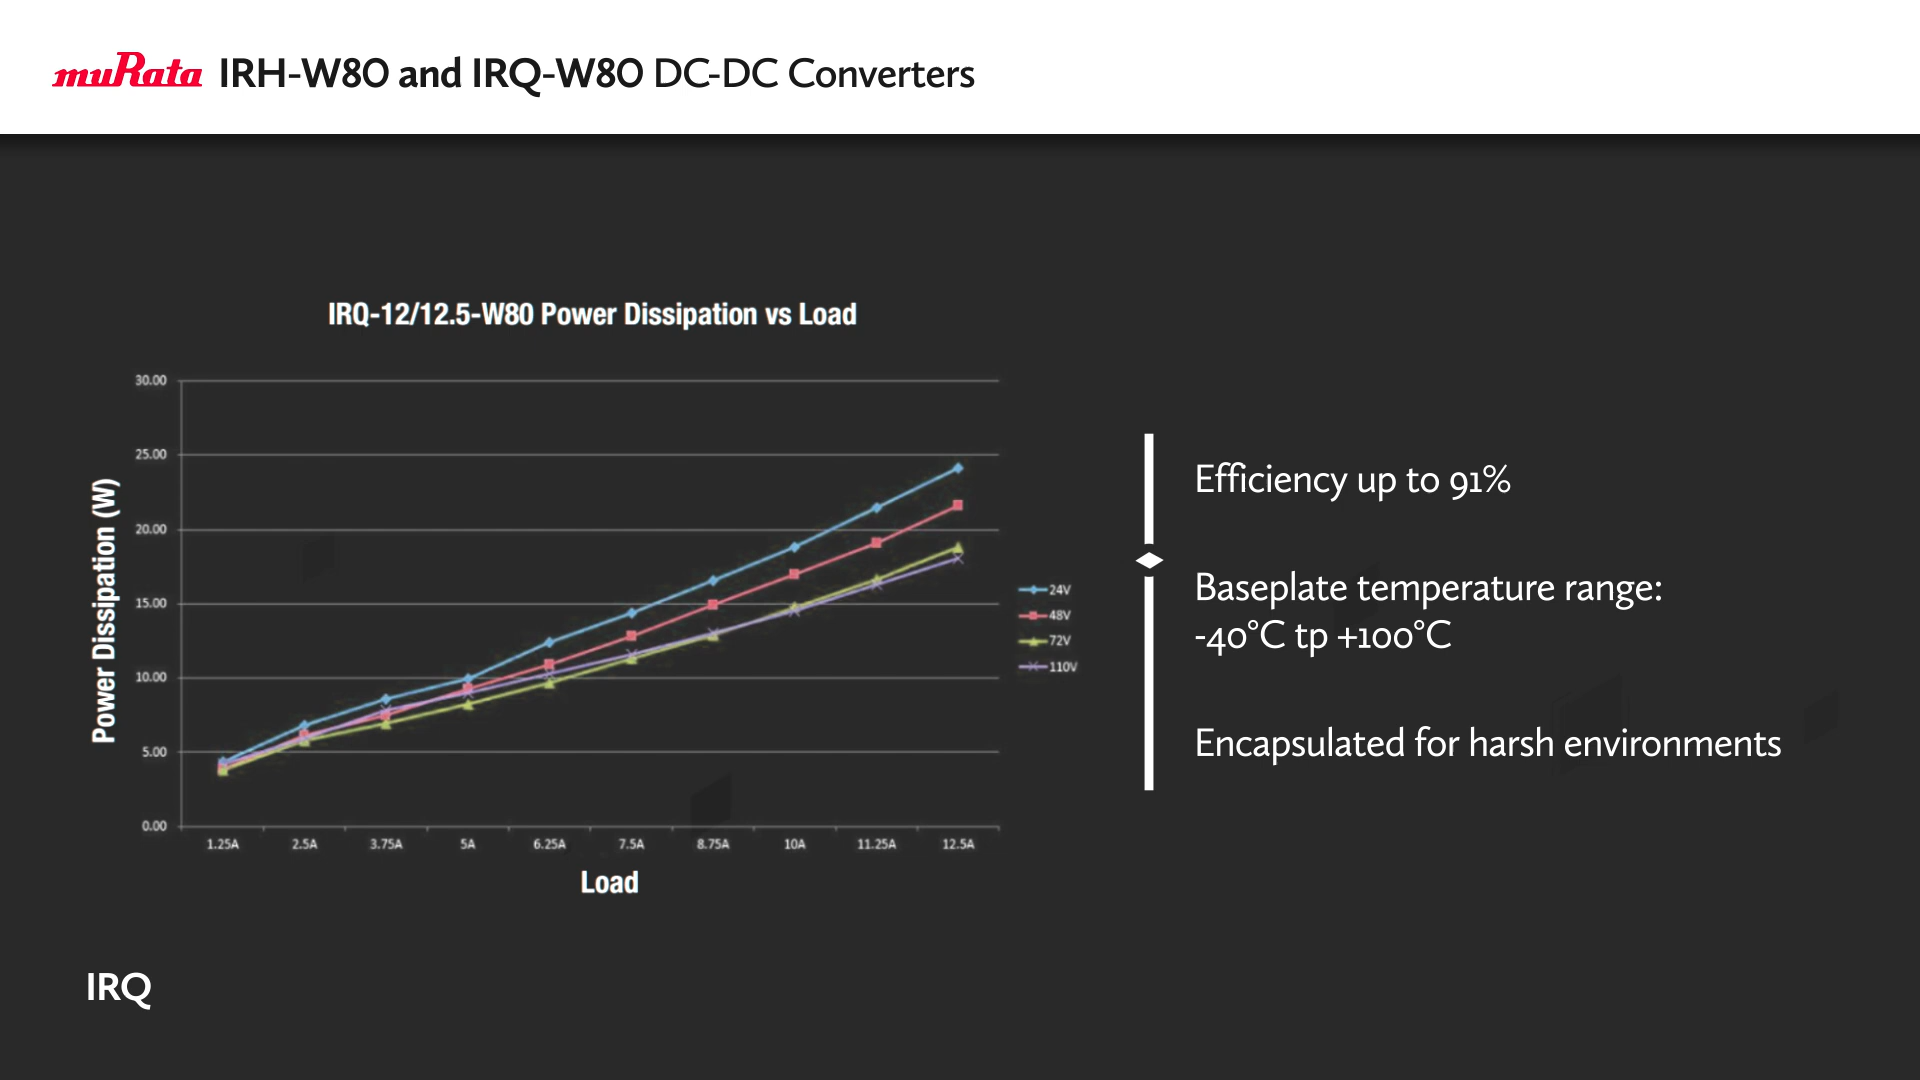 muRata IRH-W80 and IRQ-W80 DC-DC Converters
IRQ-12/12.5-W80 Power Dissipation vs Load
Power Dissipation (W)
30.00
25.00
20.00
15.00
10.00
5.00
0.00
1.25A 2.5A 3.75A 5A 6.25A 7.5A 8.75A 10A 11.25A 12.5A
Load
24V
48V
72V
110V
Efficiency up to 91%
Baseplate temperature range:
-40°C tp +100°C
Encapsulated for harsh environments
IRQ